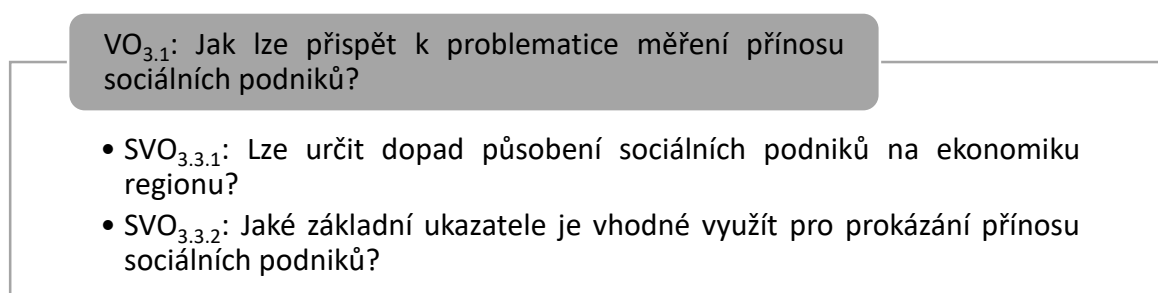 VO3.1: Jak lze přispět k problematice měření přínosu
sociálních podniků?
• SVO3.3.1: Lze určit dopad působení sociálních podniků na ekonomiku
regionu?
• SVO3.3.2: Jaké základní ukazatele je vhodné využít pro prokázání přínosu
sociálních podniků?